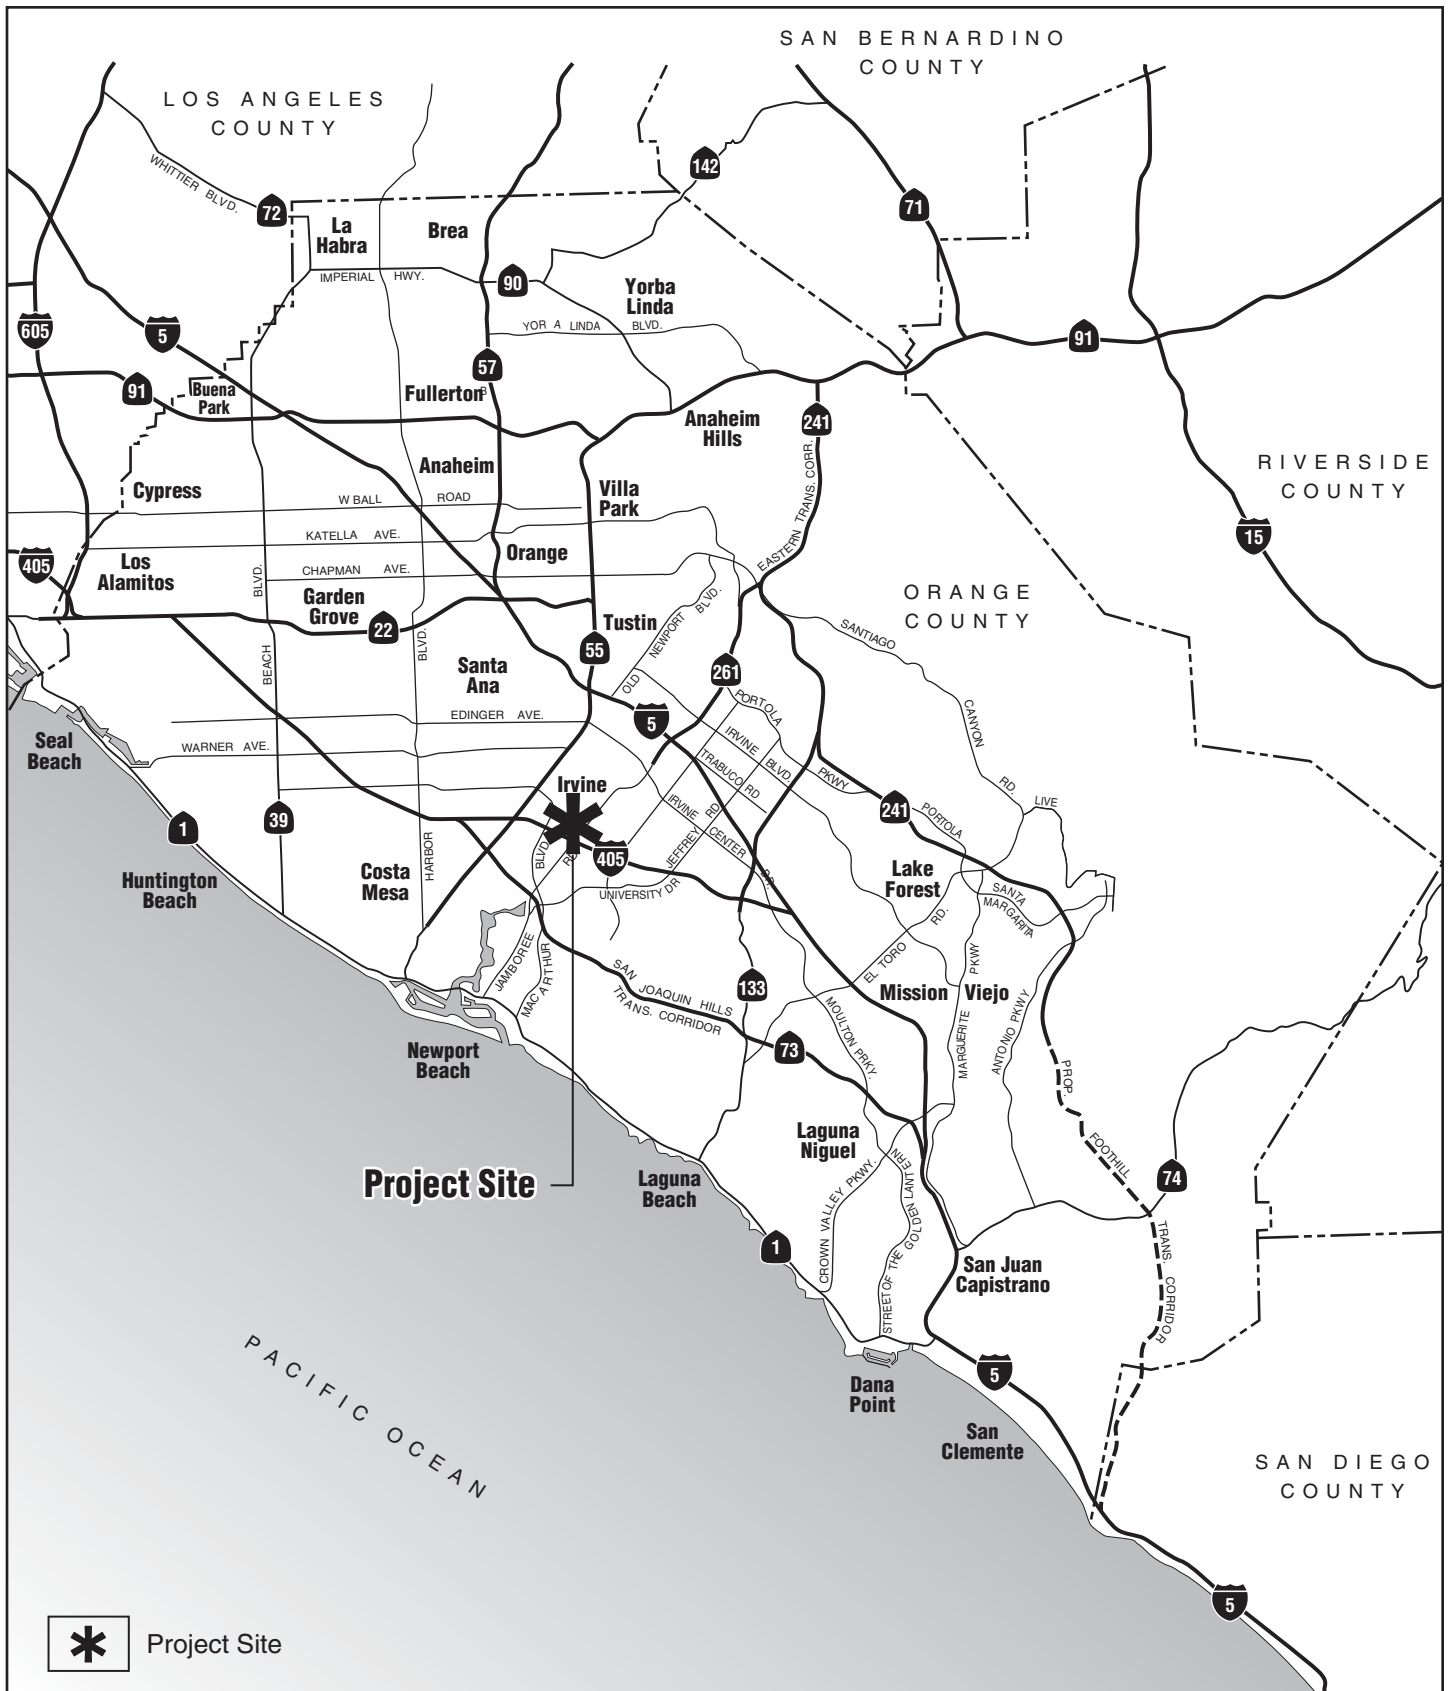 SAN BERNARDINO
COUNTY
LOS ANGELES
COUNTY
WHITTIER BLVD.
72
142
71
La
Habra
Brea
IMPERIAL HWY.
90
Yorba
Linda
YOR A LINDA BLVD.
605
5
91
91
57
Buena
Park
Fullerton
B
Anaheim
Hills
241
EASTERN TRANS. CORR.
RIVERSIDE
COUNTY
15
Cypress
Anaheim
W BALL ROAD
Villa
Park
KATELLA AVE.
405
Los
Alamitos
Orange
CHAPMAN AVE.
BLVD.
Garden
Grove
22
ORANGE
COUNTY
Tustin
55
OLD NEWPORT BLVD.
SANTIAGO CANYON RD.
BLVD.
BEACH
Santa
Ana
261
PORTOLA PKWY
EDINGER AVE.
5
WARNER AVE.
Seal
Beach
IRVINE BLVD.
TRABUCO RD
IRVINE CENTER DR.
JEFFREY RD
LIVE
Irvine
1
39
241
PORTOLA
HARBOR
BLVD.
RD.
405
Huntington
Beach
Costa
Mesa
UNIVERSITY DR
Lake
Forest
SANTA
MARGARITA
EL TORO RD.
JAMBOREE
MAC ARTHUR
SAN JOAQUIN HILLS
TRANS. CORRIDOR
133
Mission Viejo
PKWY
MARGUERITE
ANTONIO PKWY
MOULTON PRKY.
73
Newport
Beach
PROP. FOOTHILL TRANS. CORRIDOR
Laguna
Niguel
74
Project Site
Laguna
Beach
CROWN VALLEY PKWY.
STREET OF THE GOLDEN LANTERN
1
San Juan
Capistrano
PACIFIC OCEAN
5
Dana
Point
San
Clemente
SAN DIEGO
COUNTY
5
Project Site